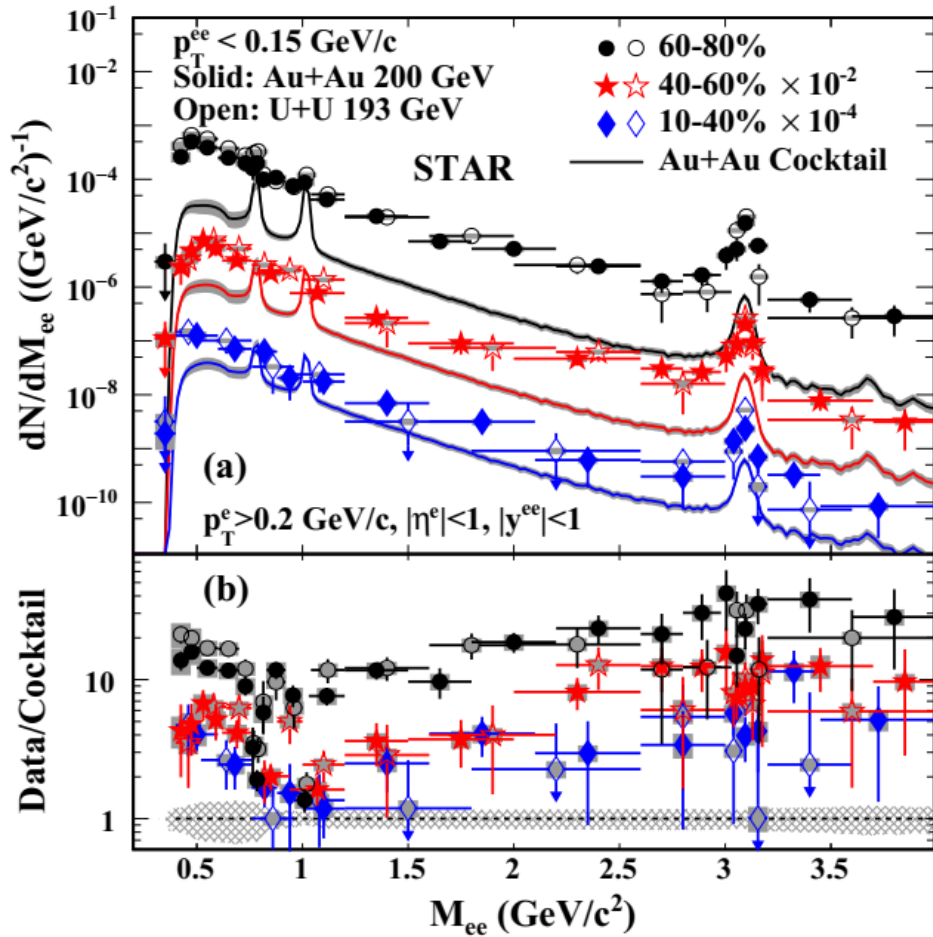 p_T^ee < 0.15 GeV/c
Solid: Au+Au 200 GeV
Open: U+U 193 GeV
60-80%
40-60% × 10^-2
10-40% × 10^-4
Au+Au Cocktail
STAR
dN/dM_ee ((GeV/c^2)^-1)
10^-1
10^-2
10^-4
10^-6
10^-8
10^-10
(a)
p_T^e>0.2 GeV/c, |η^e|<1, |y^ee|<1
(b)
Data/Cocktail
10
1
0.5 1 1.5 2 2.5 3 3.5
M_ee (GeV/c^2)